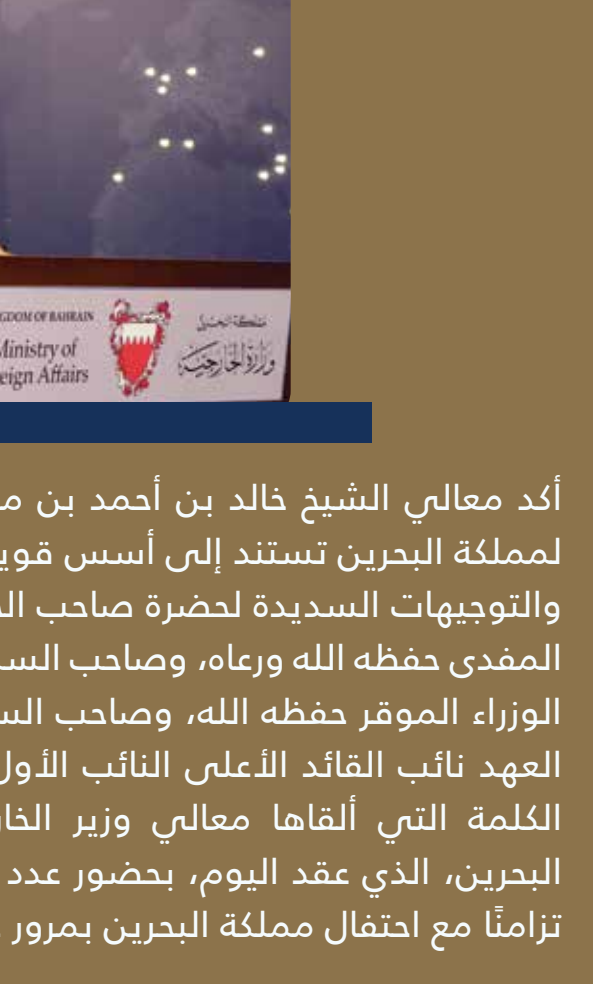 GDOM OF BAHRAIN
Ministry of
eign Affairs
مملكة البحرين
وزارة الخارجية
أكد معالي الشيخ خالد بن أحمد بن م
لمملكة البحرين تستند إلى أسس قوي
والتوجيهات السديدة لحضرة صاحب ال
المفدى حفظه الله ورعاه، وصاحب الس
الوزراء الموقر حفظه الله، وصاحب الس
العهد نائب القائد الأعلى النائب الأول
الكلمة التي ألقاها معالي وزير الخا
البحرين، الذي عقد اليوم، بحضور عدد
تزامنًا مع احتفال مملكة البحرين بمرور